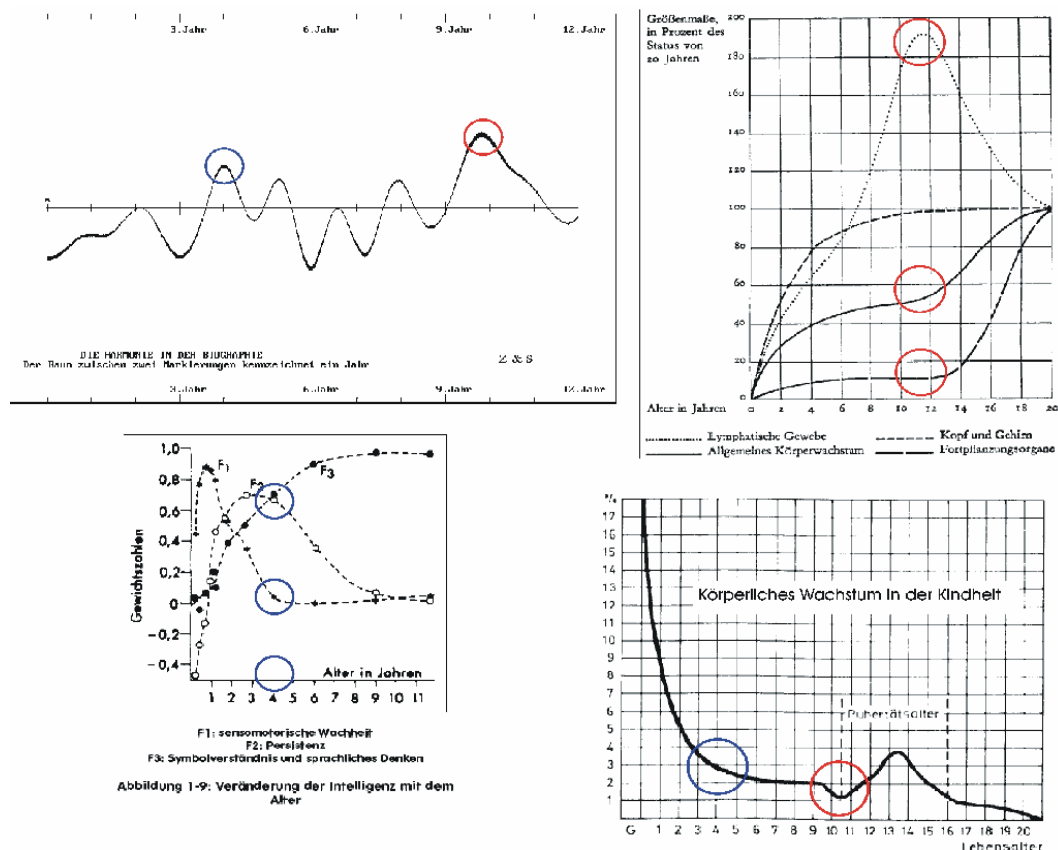 3.Jahr 6.Jahr 9.Jahr 12.Jahr
DIE HARMONIE IN DER BIOGRAPHIE
Der Raum zwischen zwei Markierungen kennzeichnet ein Jahr
Z & S
3.Jahr 6.Jahr 9.Jahr 12.Jahr
Größenmaße,
in Prozent des
Status von
20 Jahren
200
180
160
140
120
100
80
60
40
20
0
Alter in Jahren 0 2 4 6 8 10 12 14 16 18 20
Lymphatische Gewebe Kopf und Gehirn
Allgemeines Körperwachstum Fortpflanzungsorgane
1,0
0,8
0,6
0,4
0,2
0
-0,2
-0,4
Gewichtszahlen
F1
F2
F3
Alter in Jahren
1 2 3 4 5 6 7 8 9 10 11
F1: sensomotorische Wachheit
F2: Persistenz
F3: Symbolverständnis und sprachliches Denken
Abbildung 1-9: Veränderung der Intelligenz mit dem
Alter
%
17
16
15
14
13
12
11
10
9
8
7
6
5
4
3
2
1
Körperliches Wachstum in der Kindheit
Pubertätsalter
G 1 2 3 4 5 6 7 8 9 10 11 12 13 14 15 16 17 18 19 20
Lebensalter